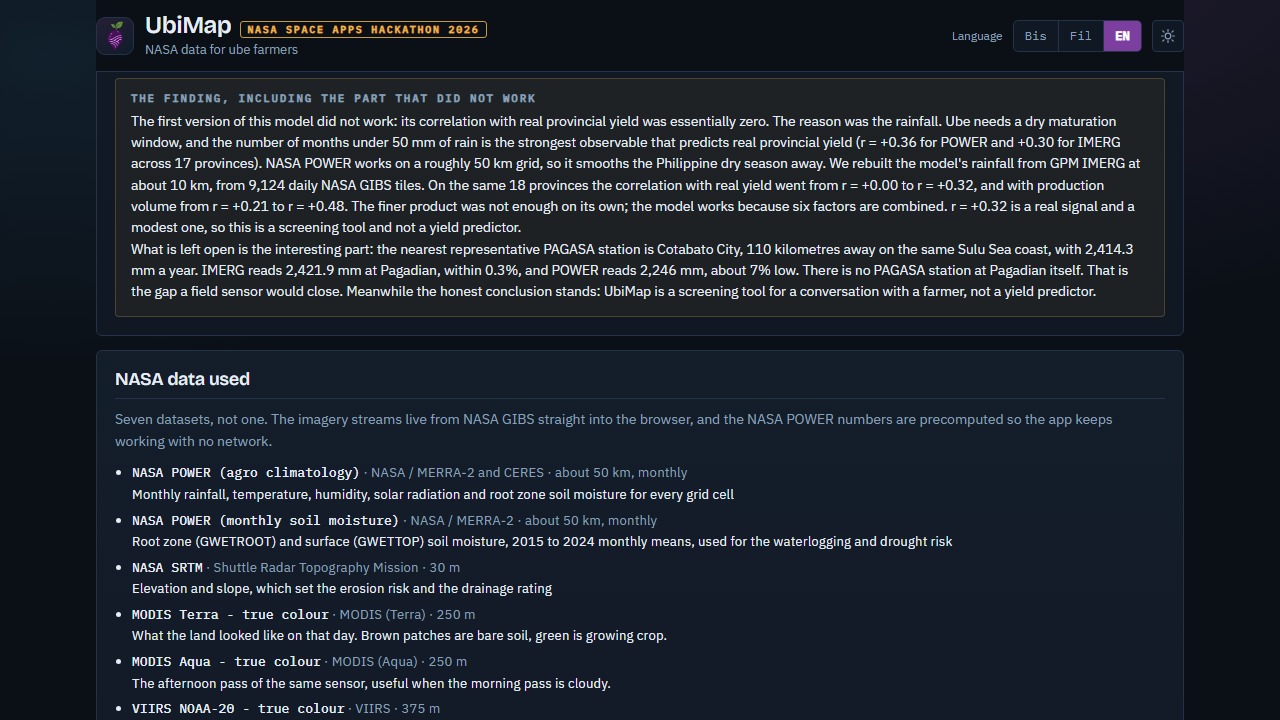 UbiMap NASA SPACE APPS HACKATHON 2026
NASA data for ube farmers
Language Bis Fil EN
THE FINDING, INCLUDING THE PART THAT DID NOT WORK
The first version of this model did not work: its correlation with real provincial yield was essentially zero. The reason was the rainfall. Ube needs a dry maturation
window, and the number of months under 50 mm of rain is the strongest observable that predicts real provincial yield (r = +0.36 for POWER and +0.30 for IMERG
across 17 provinces). NASA POWER works on a roughly 50 km grid, so it smooths the Philippine dry season away. We rebuilt the model's rainfall from GPM IMERG at
about 10 km, from 9,124 daily NASA GIBS tiles. On the same 18 provinces the correlation with real yield went from r = +0.00 to r = +0.32, and with production
volume from r = +0.21 to r = +0.48. The finer product was not enough on its own; the model works because six factors are combined. r = +0.32 is a real signal and a
modest one, so this is a screening tool and not a yield predictor.
What is left open is the interesting part: the nearest representative PAGASA station is Cotabato City, 110 kilometres away on the same Sulu Sea coast, with 2,414.3
mm a year. IMERG reads 2,421.9 mm at Pagadian, within 0.3%, and POWER reads 2,246 mm, about 7% low. There is no PAGASA station at Pagadian itself. That is
the gap a field sensor would close. Meanwhile the honest conclusion stands: UbiMap is a screening tool for a conversation with a farmer, not a yield predictor.
NASA data used
Seven datasets, not one. The imagery streams live from NASA GIBS straight into the browser, and the NASA POWER numbers are precomputed so the app keeps
working with no network.
• NASA POWER (agro climatology) · NASA / MERRA-2 and CERES · about 50 km, monthly
Monthly rainfall, temperature, humidity, solar radiation and root zone soil moisture for every grid cell
• NASA POWER (monthly soil moisture) · NASA / MERRA-2 · about 50 km, monthly
Root zone (GWETROOT) and surface (GWETTOP) soil moisture, 2015 to 2024 monthly means, used for the waterlogging and drought risk
• NASA SRTM · Shuttle Radar Topography Mission · 30 m
Elevation and slope, which set the erosion risk and the drainage rating
• MODIS Terra - true colour · MODIS (Terra) · 250 m
What the land looked like on that day. Brown patches are bare soil, green is growing crop.
• MODIS Aqua - true colour · MODIS (Aqua) · 250 m
The afternoon pass of the same sensor, useful when the morning pass is cloudy.
• VIIRS NOAA-20 - true colour · VIIRS · 375 m